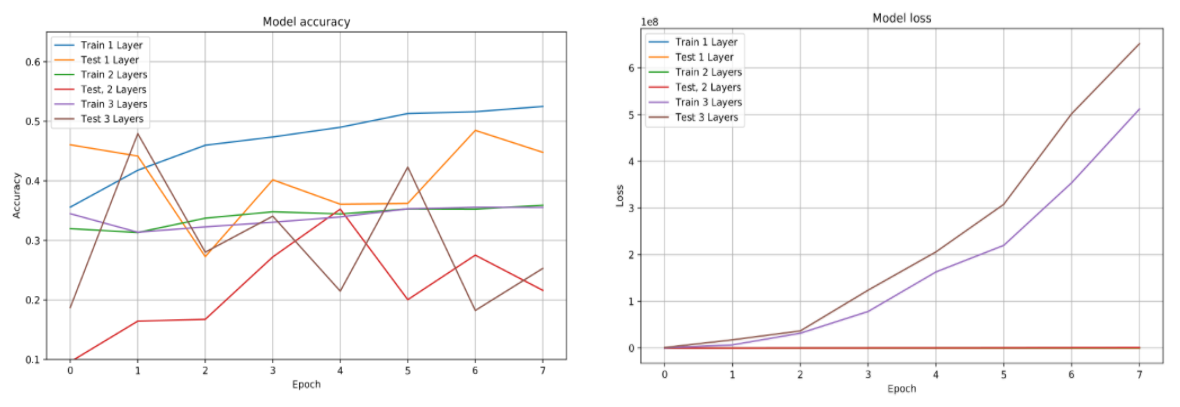 Model accuracy
Train 1 Layer
Test 1 Layer
Train 2 Layers
Test, 2 Layers
Train 3 Layers
Test 3 Layers
Accuracy
0.6
0.5
0.4
0.3
0.2
0.1
0 1 2 3 4 5 6 7
Epoch
Model loss
1e8
Train 1 Layer
Test 1 Layer
Train 2 Layers
Test, 2 Layers
Train 3 Layers
Test 3 Layers
Loss
6
5
4
3
2
1
0
0 1 2 3 4 5 6 7
Epoch